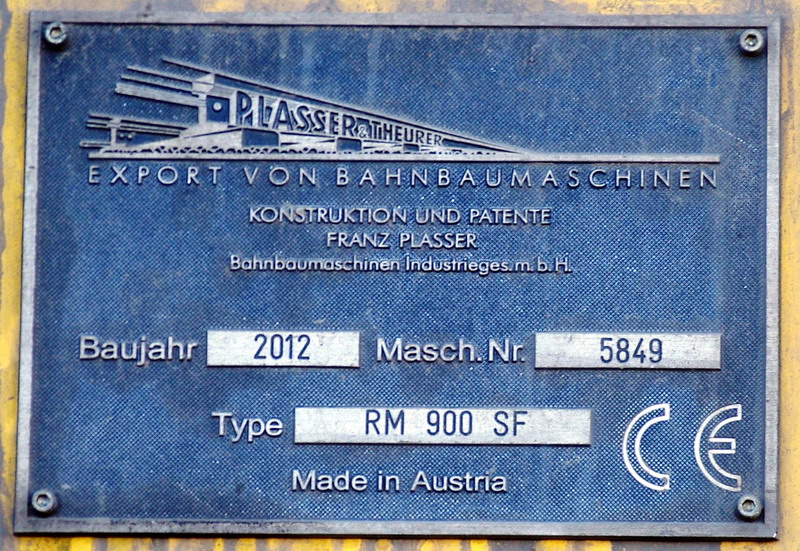 PLASSER & THEURER
EXPORT VON BAHNBAUMASCHINEN
KONSTRUKTION UND PATENTE
FRANZ PLASSER
Bahnbaumaschinen Industrieges.m.b.H.
Baujahr 2012 Masch.Nr. 5849
Type RM 900 SF
CE
Made in Austria